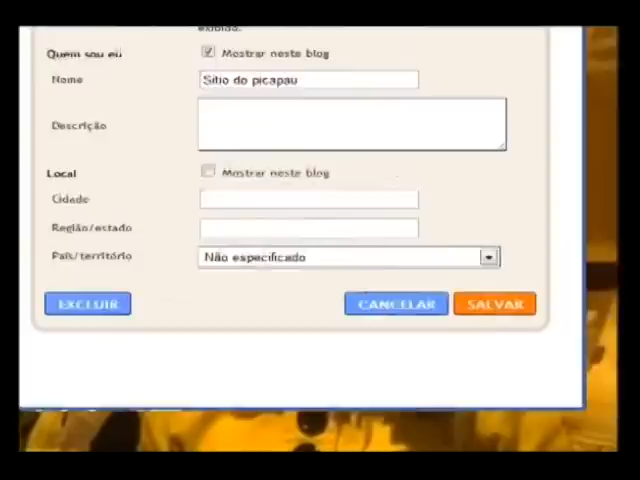 exibido.
Quem sou eu Mostrar neste blog
Nome Sitio do picapau
Descrição
Local Mostrar neste blog
Cidade
Região/estado
País/território Não especificado
EXCLUIR CANCELAR SALVAR